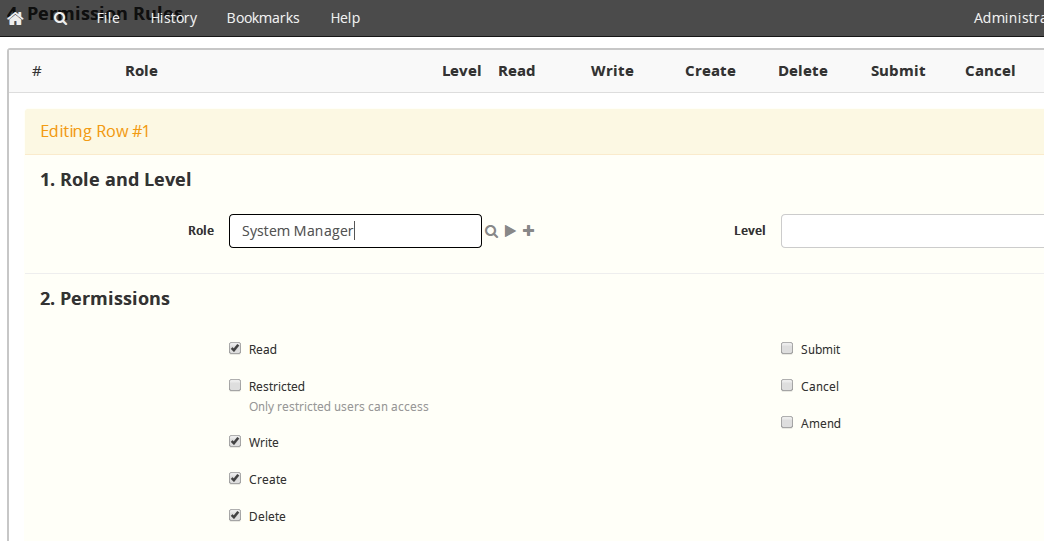 4. Permission Rules
File History Bookmarks Help Administra
# Role Level Read Write Create Delete Submit Cancel
Editing Row #1
1. Role and Level
Role System Manager Level
2. Permissions
Read Submit
Restricted Cancel
Only restricted users can access
Amend
Write
Create
Delete